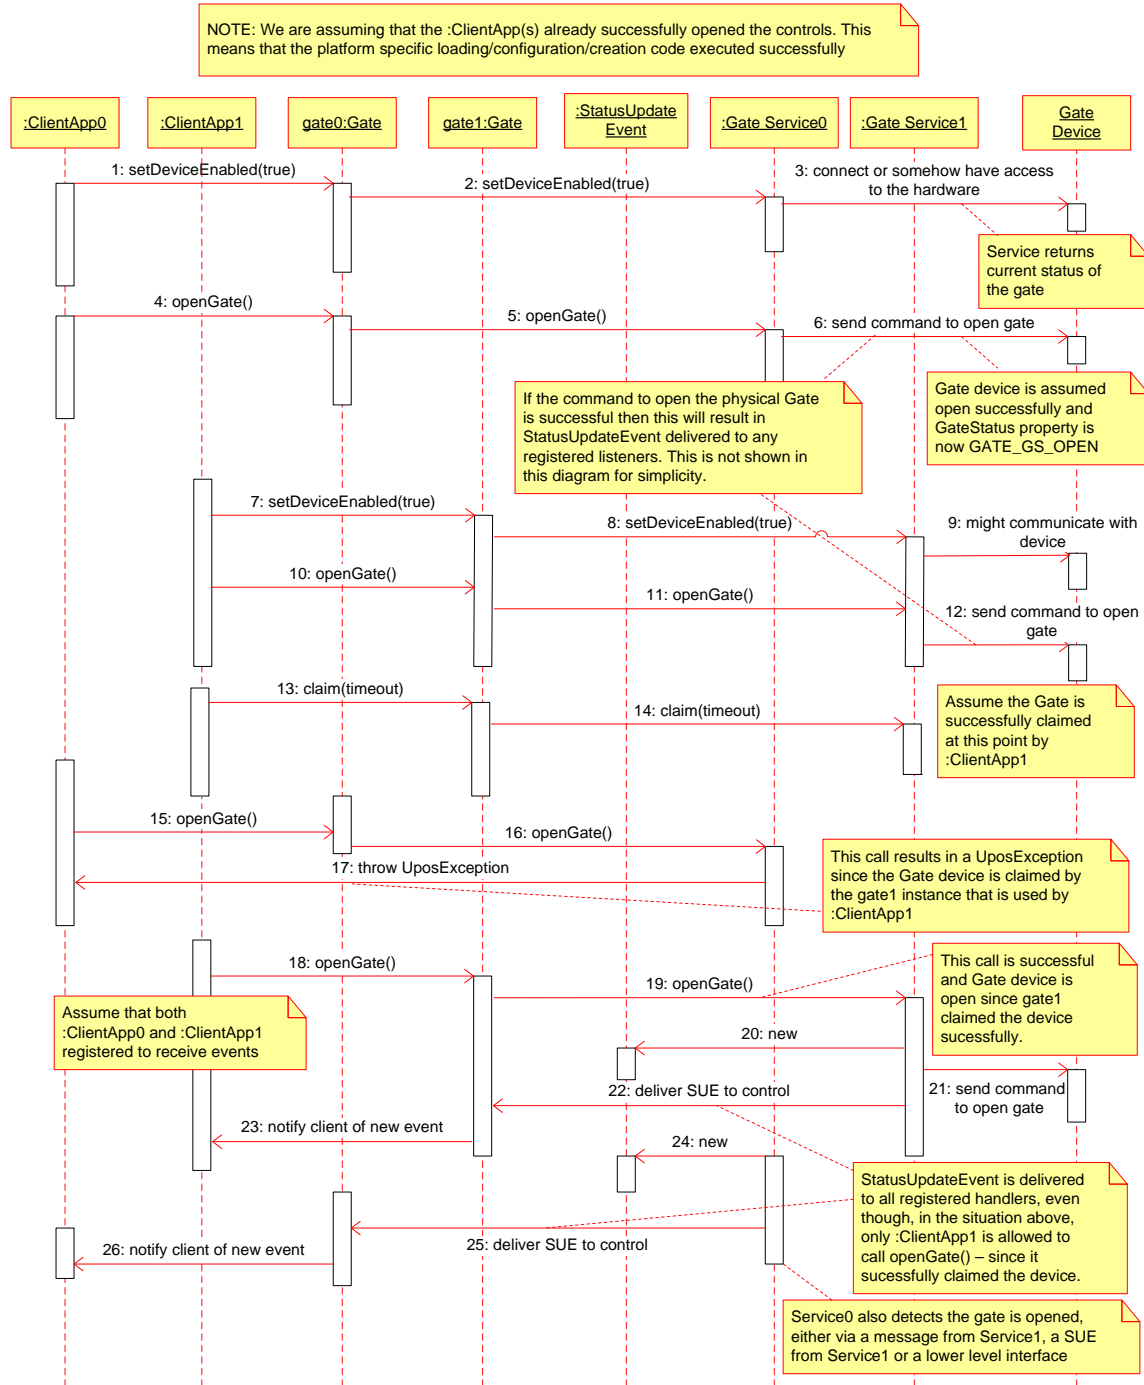 NOTE: We are assuming that the :ClientApp(s) already successfully opened the controls. This
means that the platform specific loading/configuration/creation code executed successfully
:ClientApp0
:ClientApp1
gate0:Gate
gate1:Gate
:StatusUpdate
Event
:Gate Service0
:Gate Service1
Gate
Device
1: setDeviceEnabled(true)
2: setDeviceEnabled(true)
3: connect or somehow have access
to the hardware
Service returns
current status of
the gate
4: openGate()
5: openGate()
6: send command to open gate
If the command to open the physical Gate
is successful then this will result in
StatusUpdateEvent delivered to any
registered listeners. This is not shown in
this diagram for simplicity.
Gate device is assumed
open successfully and
GateStatus property is
now GATE_GS_OPEN
7: setDeviceEnabled(true)
8: setDeviceEnabled(true)
9: might communicate with
device
10: openGate()
11: openGate()
12: send command to open
gate
13: claim(timeout)
14: claim(timeout)
Assume the Gate is
successfully claimed
at this point by
:ClientApp1
15: openGate()
16: openGate()
17: throw UposException
This call results in a UposException
since the Gate device is claimed by
the gate1 instance that is used by
:ClientApp1
18: openGate()
19: openGate()
This call is successful
and Gate device is
open since gate1
claimed the device
sucessfully.
Assume that both
:ClientApp0 and :ClientApp1
registered to receive events
20: new
21: send command
to open gate
22: deliver SUE to control
23: notify client of new event
24: new
StatusUpdateEvent is delivered
to all registered handlers, even
though, in the situation above,
only :ClientApp1 is allowed to
call openGate() – since it
sucessfully claimed the device.
25: deliver SUE to control
26: notify client of new event
Service0 also detects the gate is opened,
either via a message from Service1, a SUE
from Service1 or a lower level interface